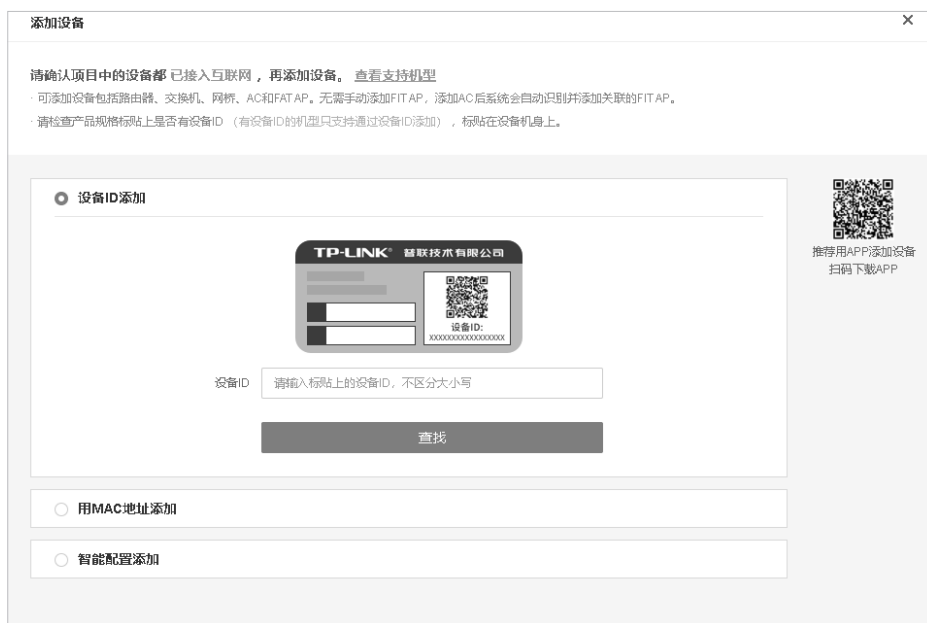 添加设备
请确认项目中的设备都 已接入互联网 ，再添加设备。 查看支持机型
· 可添加设备包括路由器、交换机、网桥、AC和FATAP。无需手动添加FITAP，添加AC后系统会自动识别并添加关联的FITAP。
· 请检查产品规格标贴上是否有设备ID （有设备ID的机型只支持通过设备ID添加） ，标贴在设备机身上。
设备ID添加
TP-LINK® 普联技术有限公司
设备ID:
XXXXXXXXXXXXXXXXX
设备ID 请输入标贴上的设备ID，不区分大小写
查找
用MAC地址添加
智能配置添加
推荐用APP添加设备
扫码下载APP